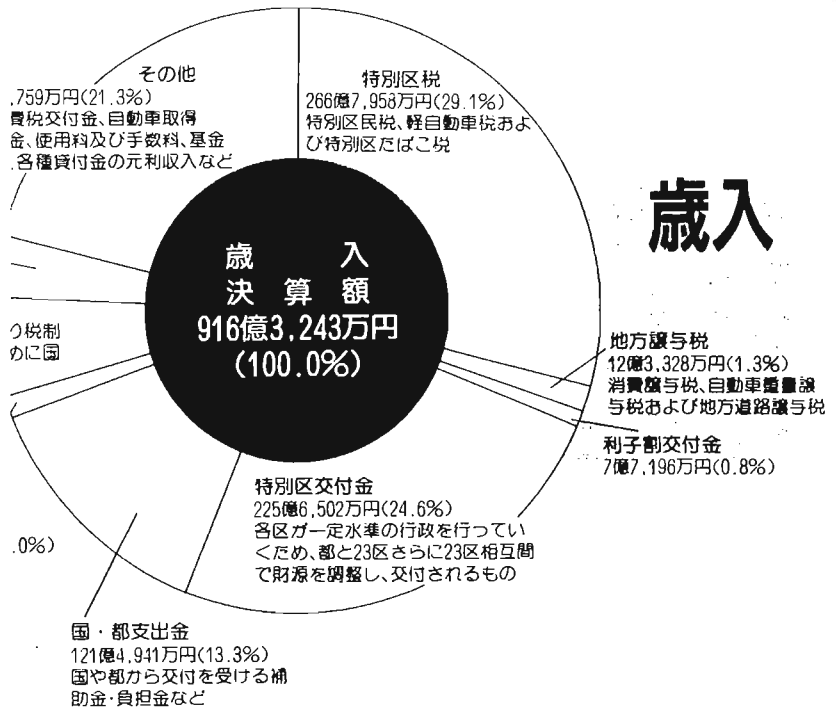 歳入
その他
,759万円(21.3%)
費税交付金、自動車取得
金、使用料及び手数料、基金
、各種貸付金の元利収入など
特別区税
266億7,958万円(29.1%)
特別区民税、軽自動車税およ
び特別区たばこ税
歳入
決算額
916億3,243万円
(100.0%)
り税制
めに国
地方譲与税
12億3,328万円(1.3%)
消費譲与税、自動車重量譲
与税および地方道路譲与税
利子割交付金
7億7,196万円(0.8%)
特別区交付金
225億6,502万円(24.6%)
各区が一定水準の行政を行ってい
くため、都と23区さらに23区相互間
で財源を調整し、交付されるもの
.0%)
国・都支出金
121億4,941万円(13.3%)
国や都から交付を受ける補
助金・負担金など